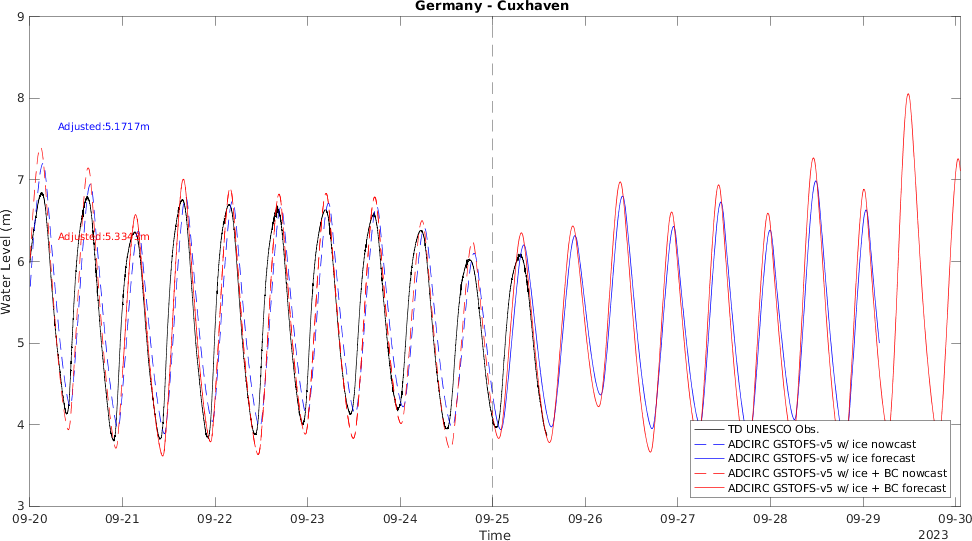 Germany - Cuxhaven
9
8
7
6
5
4
3
Water Level (m)
Adjusted:5.1717m
Adjusted:5.334?m
TD UNESCO Obs.
ADCIRC GSTOFS-v5 w/ ice nowcast
ADCIRC GSTOFS-v5 w/ ice forecast
ADCIRC GSTOFS-v5 w/ ice + BC nowcast
ADCIRC GSTOFS-v5 w/ ice + BC forecast
09-20 09-21 09-22 09-23 09-24 09-25 09-26 09-27 09-28 09-29 09-30
Time
2023